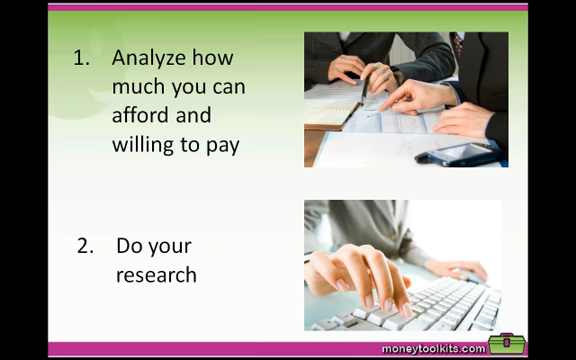 1. Analyze how
much you can
afford and
willing to pay
2. Do your
research
moneytoolkits.com